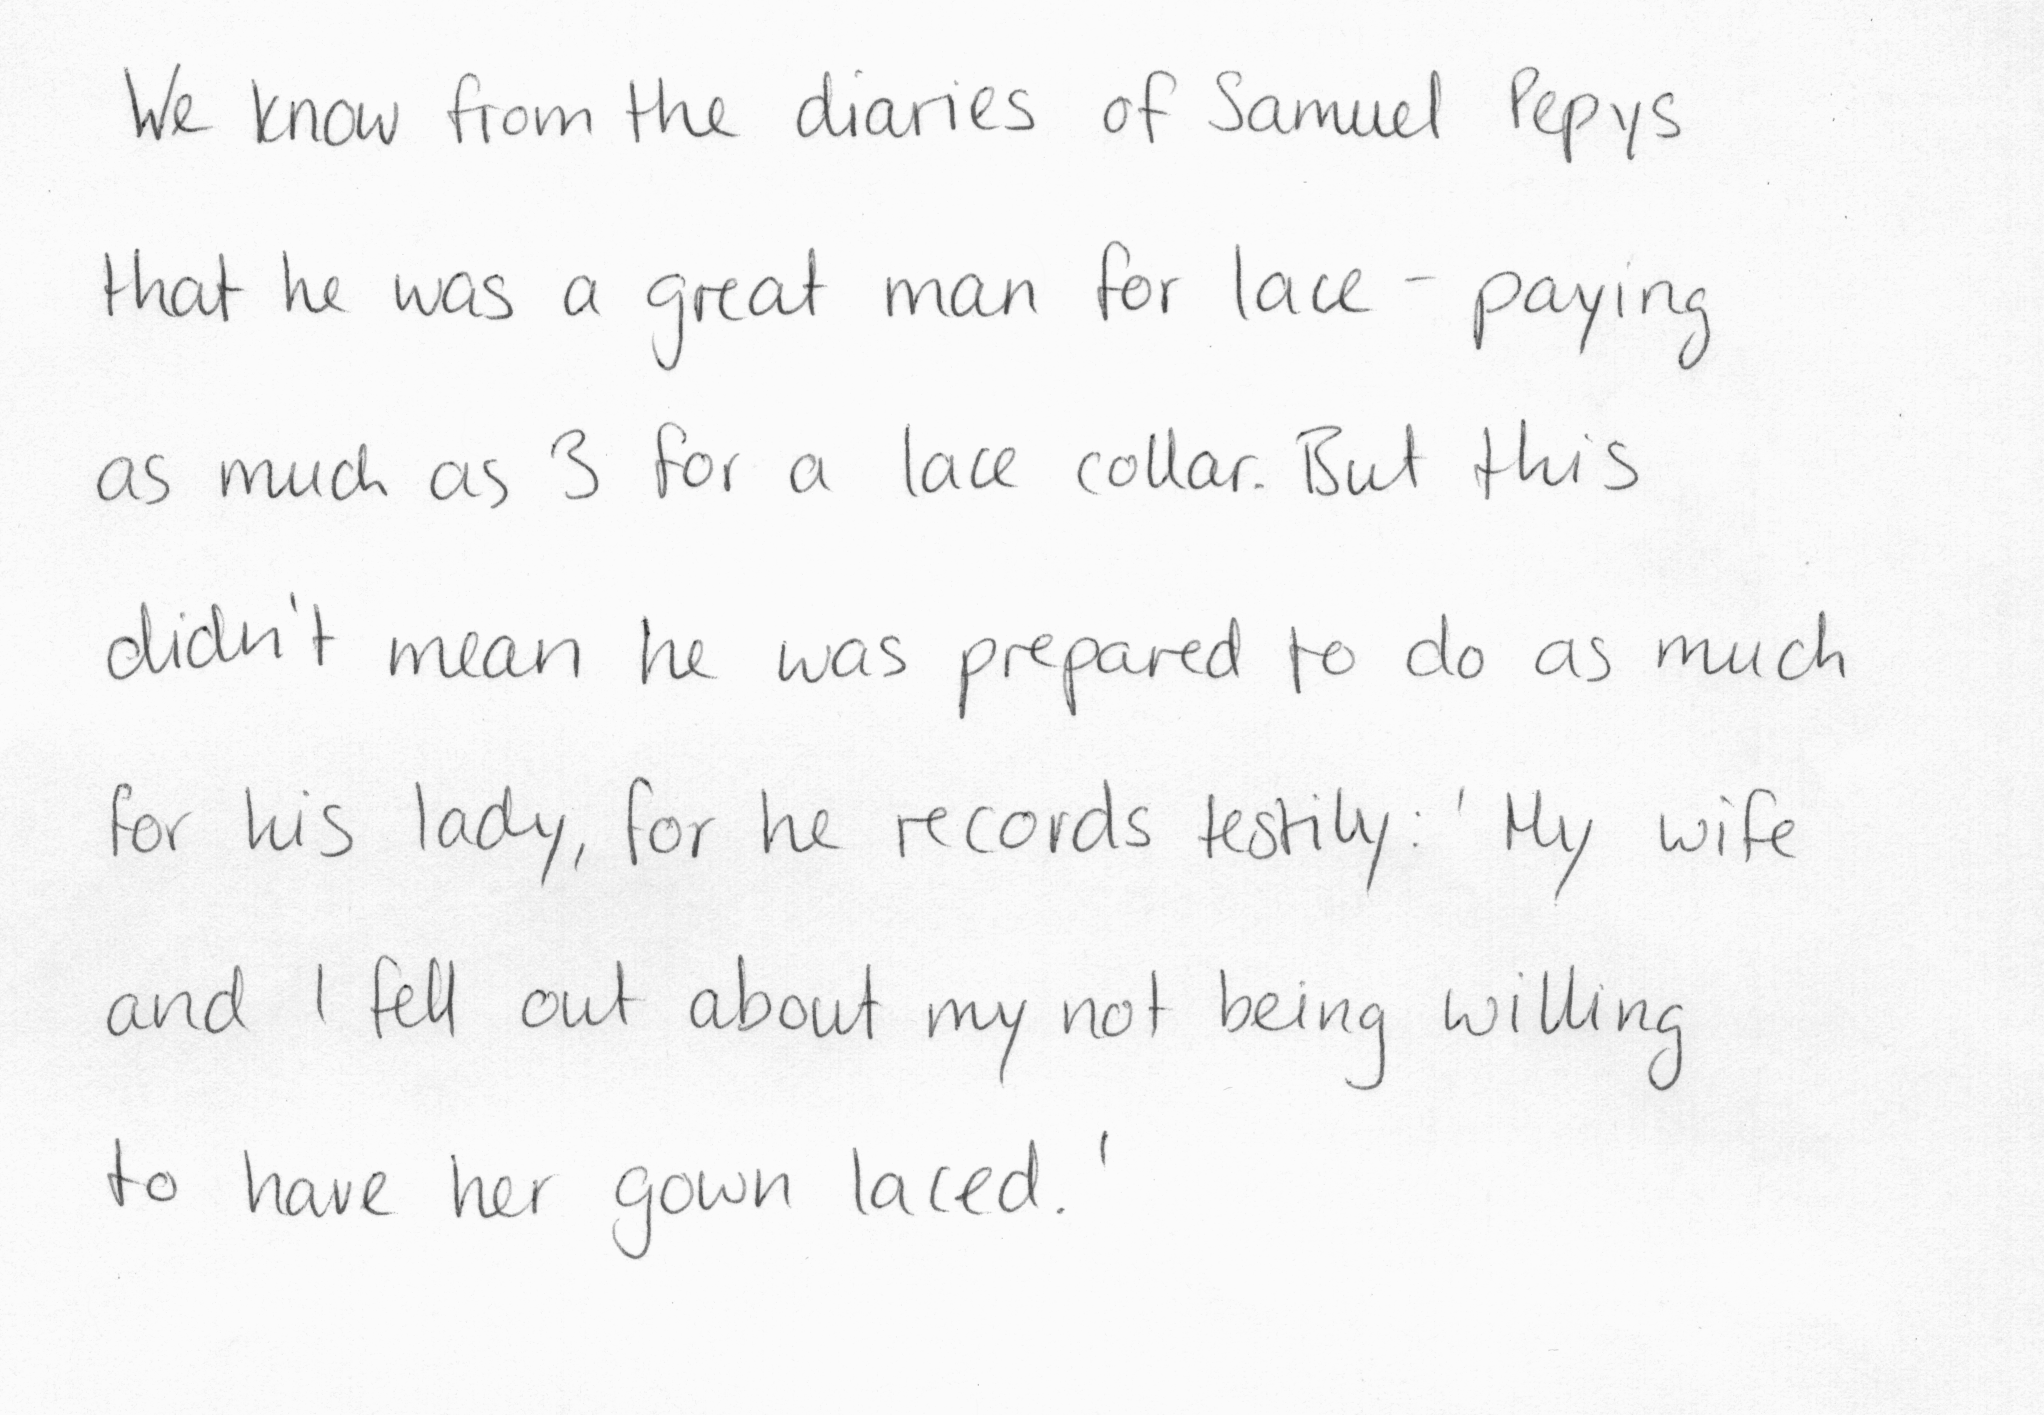 We know from the diaries of Samuel Pepys
that he was a great man for lace - paying
as much as 3 for a lace collar. But this
didn't mean he was prepared to do as much
for his lady, for he records testily: 'My wife
and I fell out about my not being willing
to have her gown laced.'